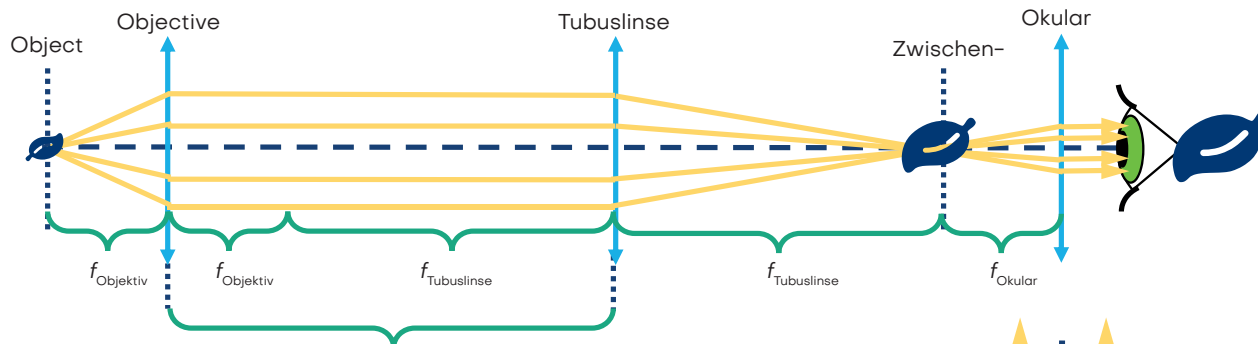 Object
Objective
Tubuslinse
Zwischen-
Okular
fObjektiv
fObjektiv
fTubuslinse
fTubuslinse
fOkular